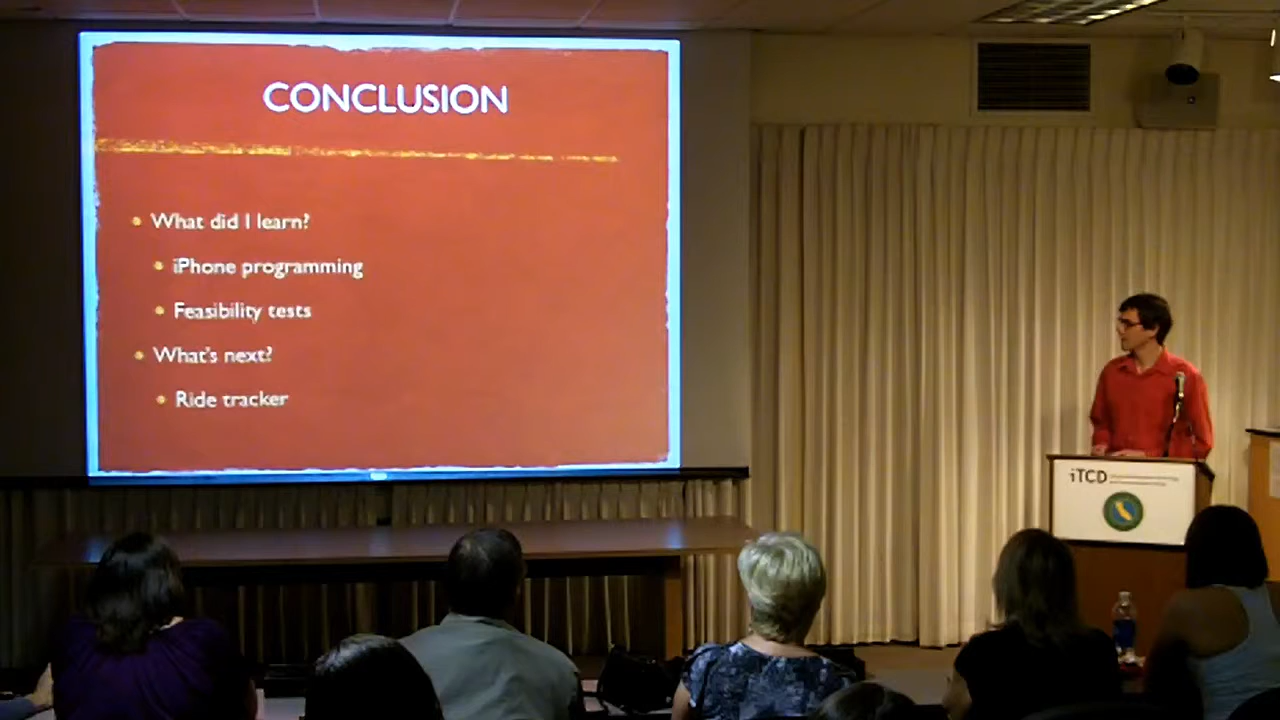 CONCLUSION
What did I learn?
iPhone programming
Feasibility tests
What's next?
Ride tracker
iTCD